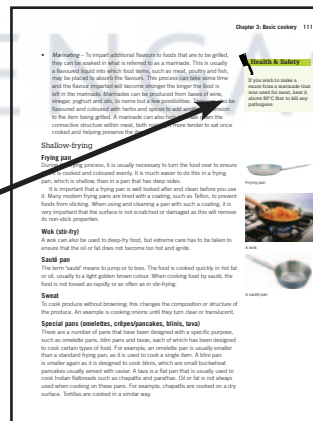 Chapter 3: Basic cookery 111
• Marinading – To impart additional flavours to foods that are to be grilled,
they can be soaked in what is referred to as a marinade. This is usually
a flavoured liquid into which food items, such as meat, poultry and fish,
may be placed to absorb the flavours. This process can take some time
and the flavour imparted will become stronger the longer the food is
left in the marinade. Marinades can be produced from bases of wine,
vinegar, yoghurt and oils, to name but a few possibilities. also be
flavoured and coloured with herbs and spices to add another
to the item being grilled. A marinade can also help the
connective structure within meat, both more tender to eat once
cooked and helping preserve the
Health & Safety
If you wish to make a
sauce from a marinade that
was used for meat, heat it
above 80°C first to kill any
pathogens.
Shallow-frying
Frying pan
During process, it is usually necessary to turn the food over to ensure
is cooked and coloured evenly. It is much easier to do this in a frying
pan, which is shallow, than in a pan that has deep sides.
It is important that a frying pan is well looked after and clean before you use
it. Many modern frying pans are lined with a coating, such as Teflon, to prevent
foods from sticking. When using and cleaning a pan with such a coating, it is
very important that the surface is not scratched or damaged as this will remove
its non-stick properties.
Frying pan
Wok (stir-fry)
A wok can also be used to deep-fry food, but extreme care has to be taken to
ensure that the oil or fat does not become too hot and ignite.
A wok
Sauté pan
The term 'sauté' means to jump or to toss. The food is cooked quickly in hot fat
or oil, usually to a light golden brown colour. When cooking food by sauté, the
food is not tossed as rapidly or as often as in stir-frying.
A sauté pan
Sweat
To cook produce without browning; this changes the composition or structure of
the produce. An example is cooking onions until they turn clear or translucent.
Special pans (omelettes, crêpes/pancakes, blinis, tava)
There are a number of pans that have been designed with a specific purpose,
such as omelette pans, blini pans and tavas, each of which has been designed
to cook certain types of food. For example, an omelette pan is usually smaller
than a standard frying pan, as it is used to cook a single item. A blini pan
is smaller again as it is designed to cook blinis, which are small buckwheat
pancakes usually served with caviar. A tava is a flat pan that is usually used to
cook Indian flatbreads such as chapattis and parathas. Oil or fat is not always
used when cooking on these pans. For example, chapattis are cooked on a dry
surface. Tortillas are cooked in a similar way.